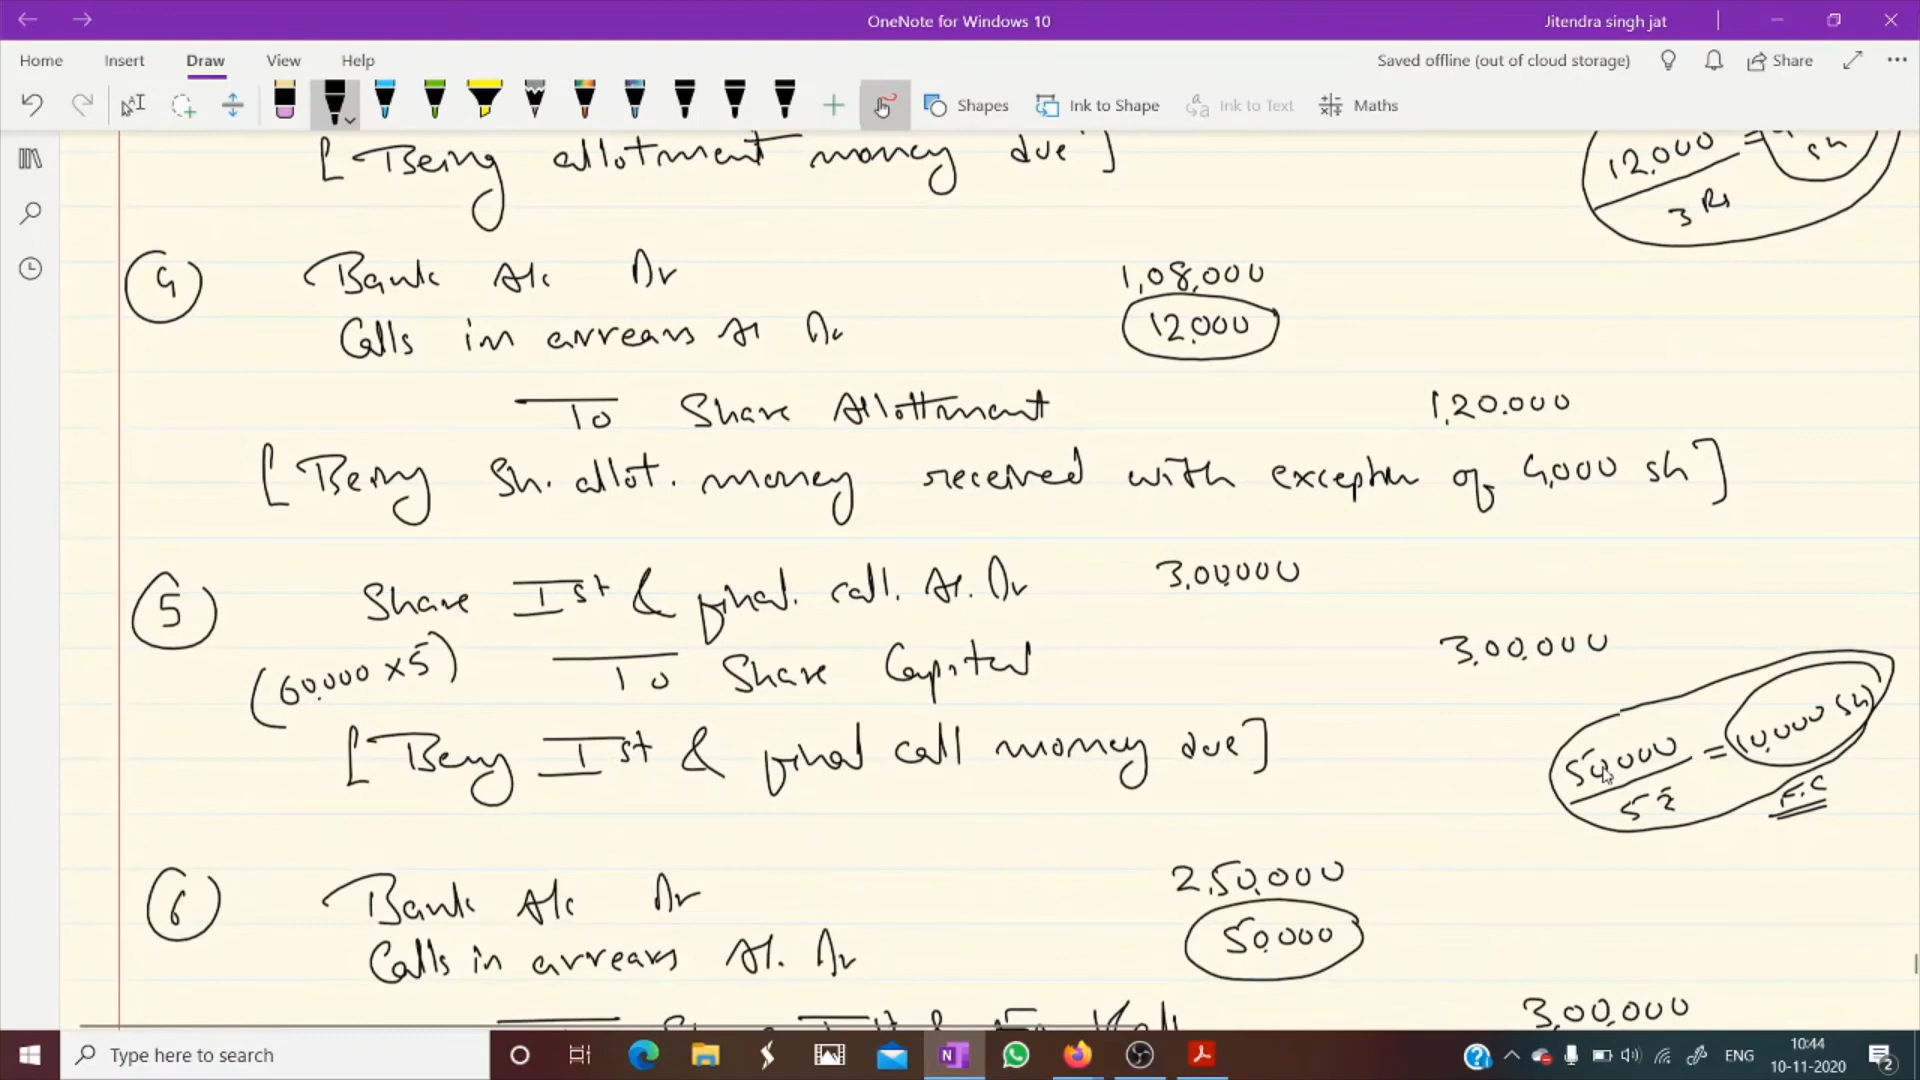 OneNote for Windows 10
Jitendra singh jat
Home Insert Draw View Help
Saved offline (out of cloud storage) Share
Shapes Ink to Shape Ink to Text Maths
[Being allotment money due]
12,000 =
sh
3 Rs
4 Bank A/c Dr 1,08,000
Calls in arrears A/ Dr 12,000
To Share Allottment 1,20,000
[Being Sh. allot. money received with exception of 4,000 sh]
5 Share Ist & final. call. A/. Dr 3,00,000
(60,000 x 5) To Share Capital 3,00,000
[Being Ist & final call money due]
50,000 = 10,000 sh
F.C
6 Bank A/c Dr 2,50,000
Calls in arrears A/. Dr 50,000
3,00,000
Type here to search
N
ENG
10:44
10-11-2020
2